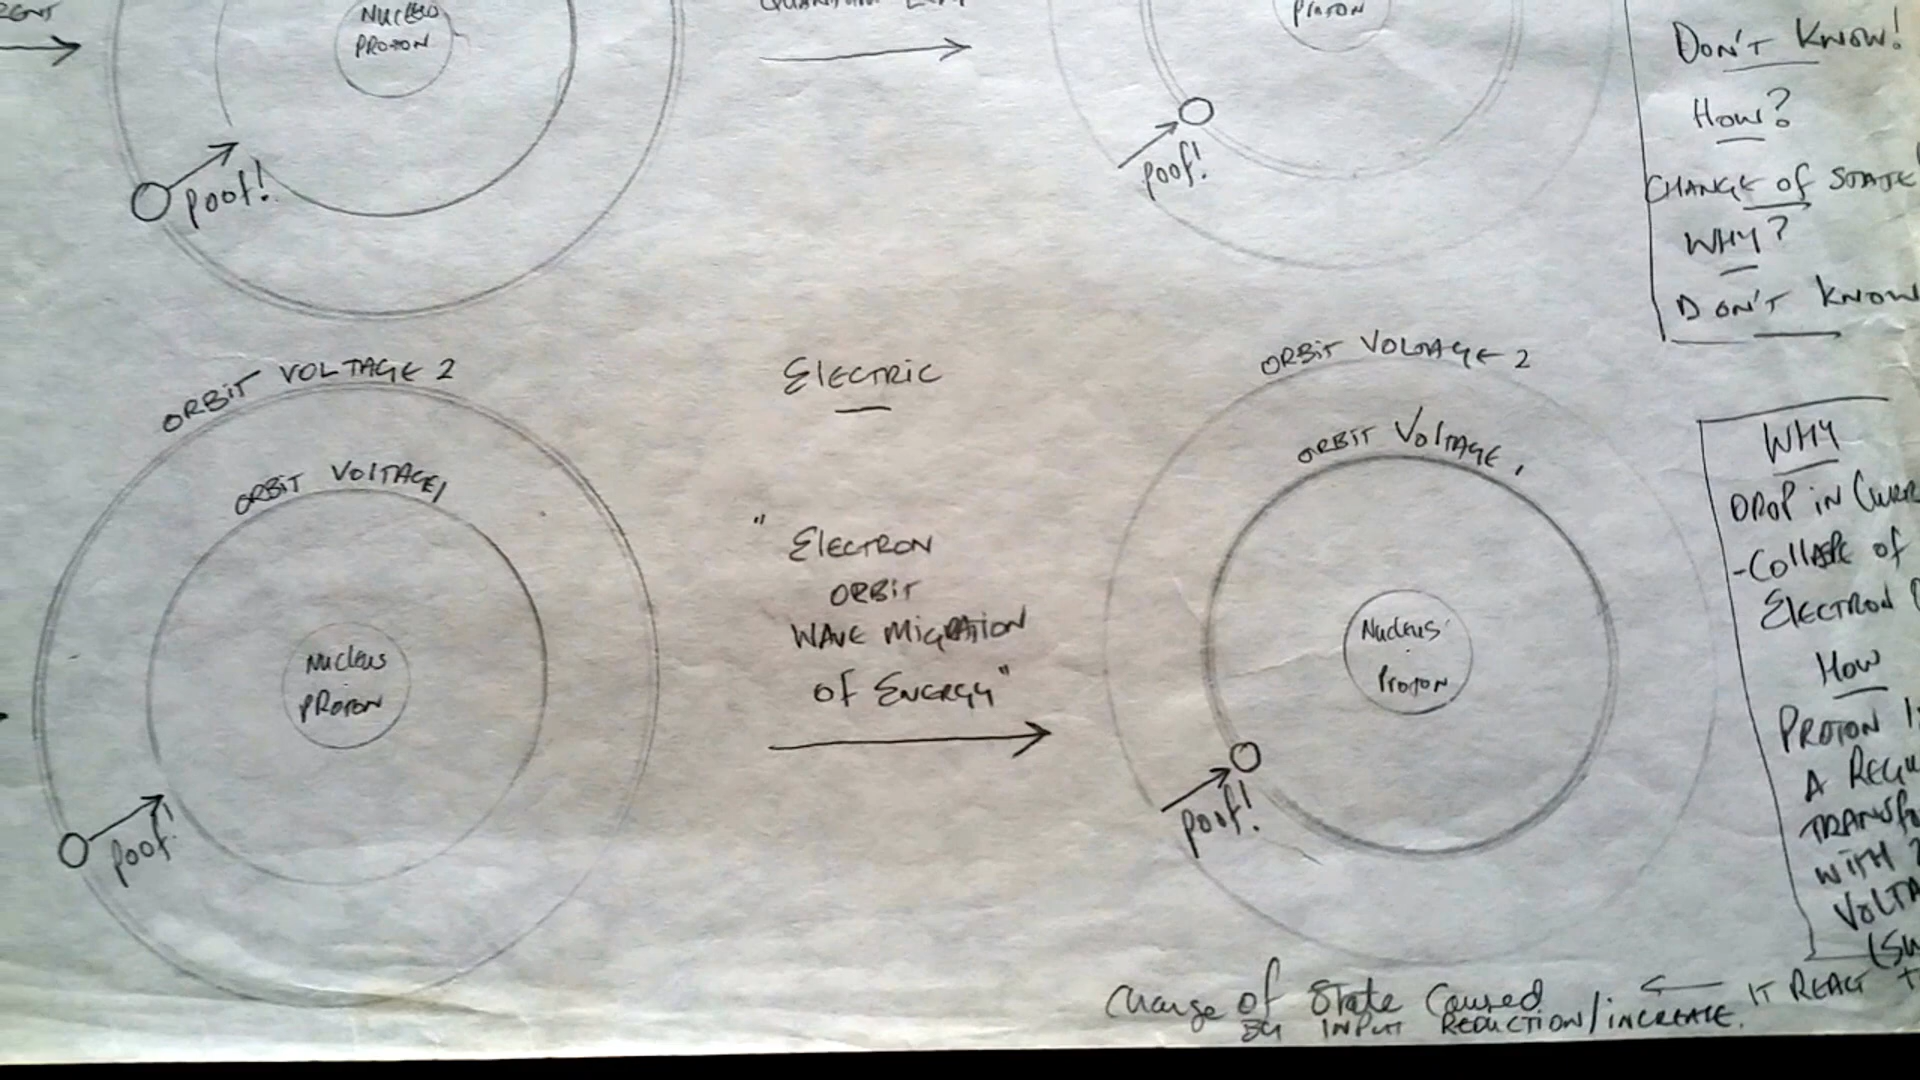 NUCLEUS
PROTON
poof!
PROTON
poof!
DON'T KNOW!
How?
CHANGE of STATE
WHY?
DON'T KNOW
ORBIT VOLTAGE 2
ORBIT VOLTAGE 1
NUCLEUS
PROTON
poof!
ElECTRIC
"ElECTRON
ORBIT
WAVE MIGRATION
of ENERGY"
ORBIT VOLTAGE 2
ORBIT VOLTAGE 1
NUCLEUS
PROTON
poof!
WHY
DROP IN
-COLLAPSE of
ELECTRON
How
PROTON
A
WITH 2
Change of State Caused
BY INPUT REDUCTION/INCREASE.
IT REACT